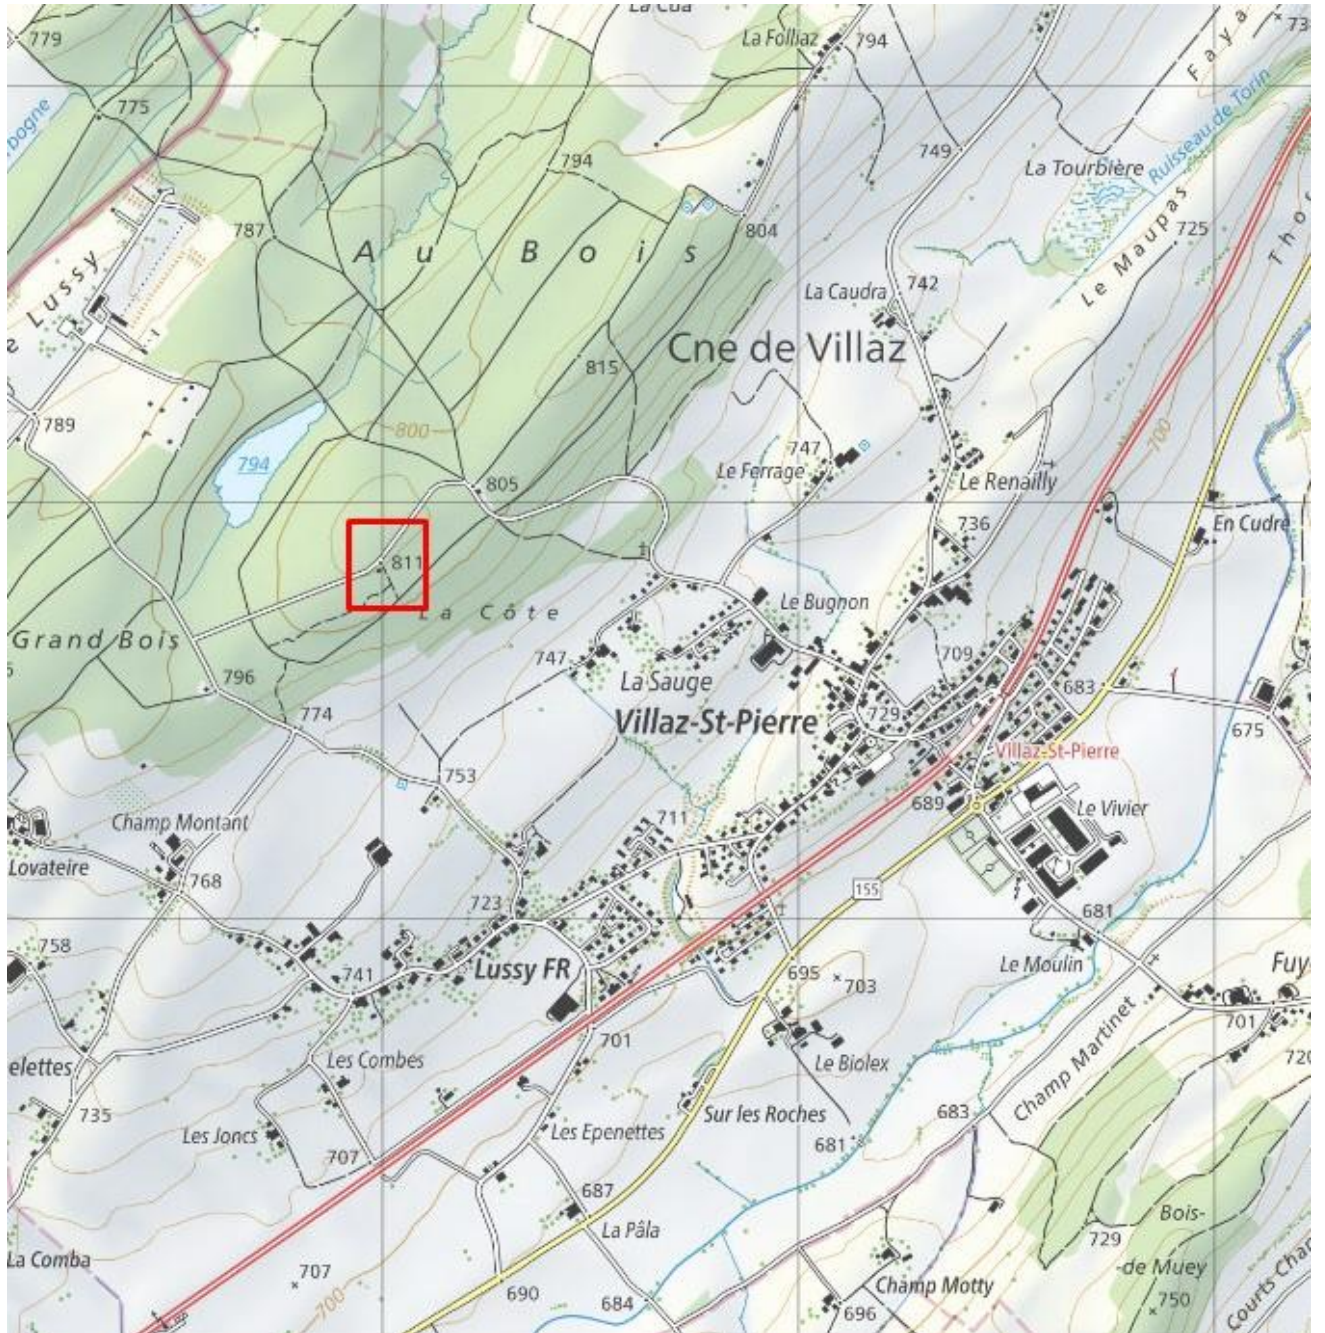 La Cua
779
La Folliaz
794
Faya
775
Ruisseau de Torin
749
794
La Tourbière
Le Maupas
725
787
804
Au Bois
Lussy
742
La Caudra
Cne de Villaz
815
789
800
700
747
794
Le Ferrage
805
Le Renailly
736
En Cudré
811
La Côte
Le Bugnon
Grand Bois
709
747
796
La Sauge
683
729
Villaz-St-Pierre
774
675
Villaz-St-Pierre
753
689
Le Vivier
711
Champ Montant
Lovateire
768
155
723
681
758
695
Le Moulin
Lussy FR
741
703
701
701
Les Combes
Le Biolex
Champ Martinet
elettes
735
Sur les Roches
683
Les Joncs
Les Epenettes
681
707
687
La Pâla
Bois-
729
-de Muey
La Comba
707
Champ Motty
750
700
690
684
696